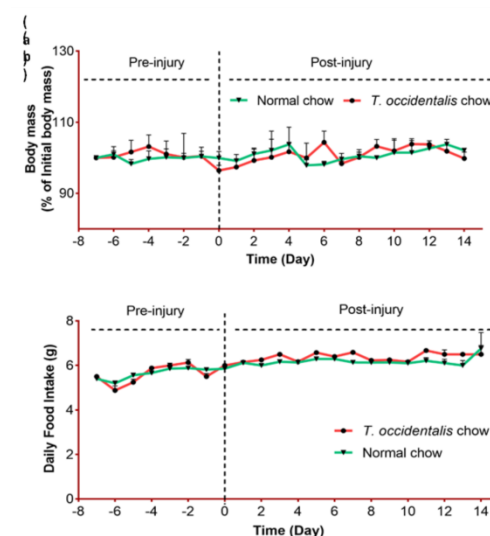 (
(
a
b
)
)
130
Pre-injury Post-injury
Normal chow T. occidentalis chow
110
90
Body mass
(% of Initial body mass)
-8 -6 -4 -2 0 2 4 6 8 10 12 14
Time (Day)
Pre-injury Post-injury
8
6
4
2
0
Daily Food Intake (g)
T. occidentalis chow
Normal chow
-8 -6 -4 -2 0 2 4 6 8 10 12 14
Time (Day)